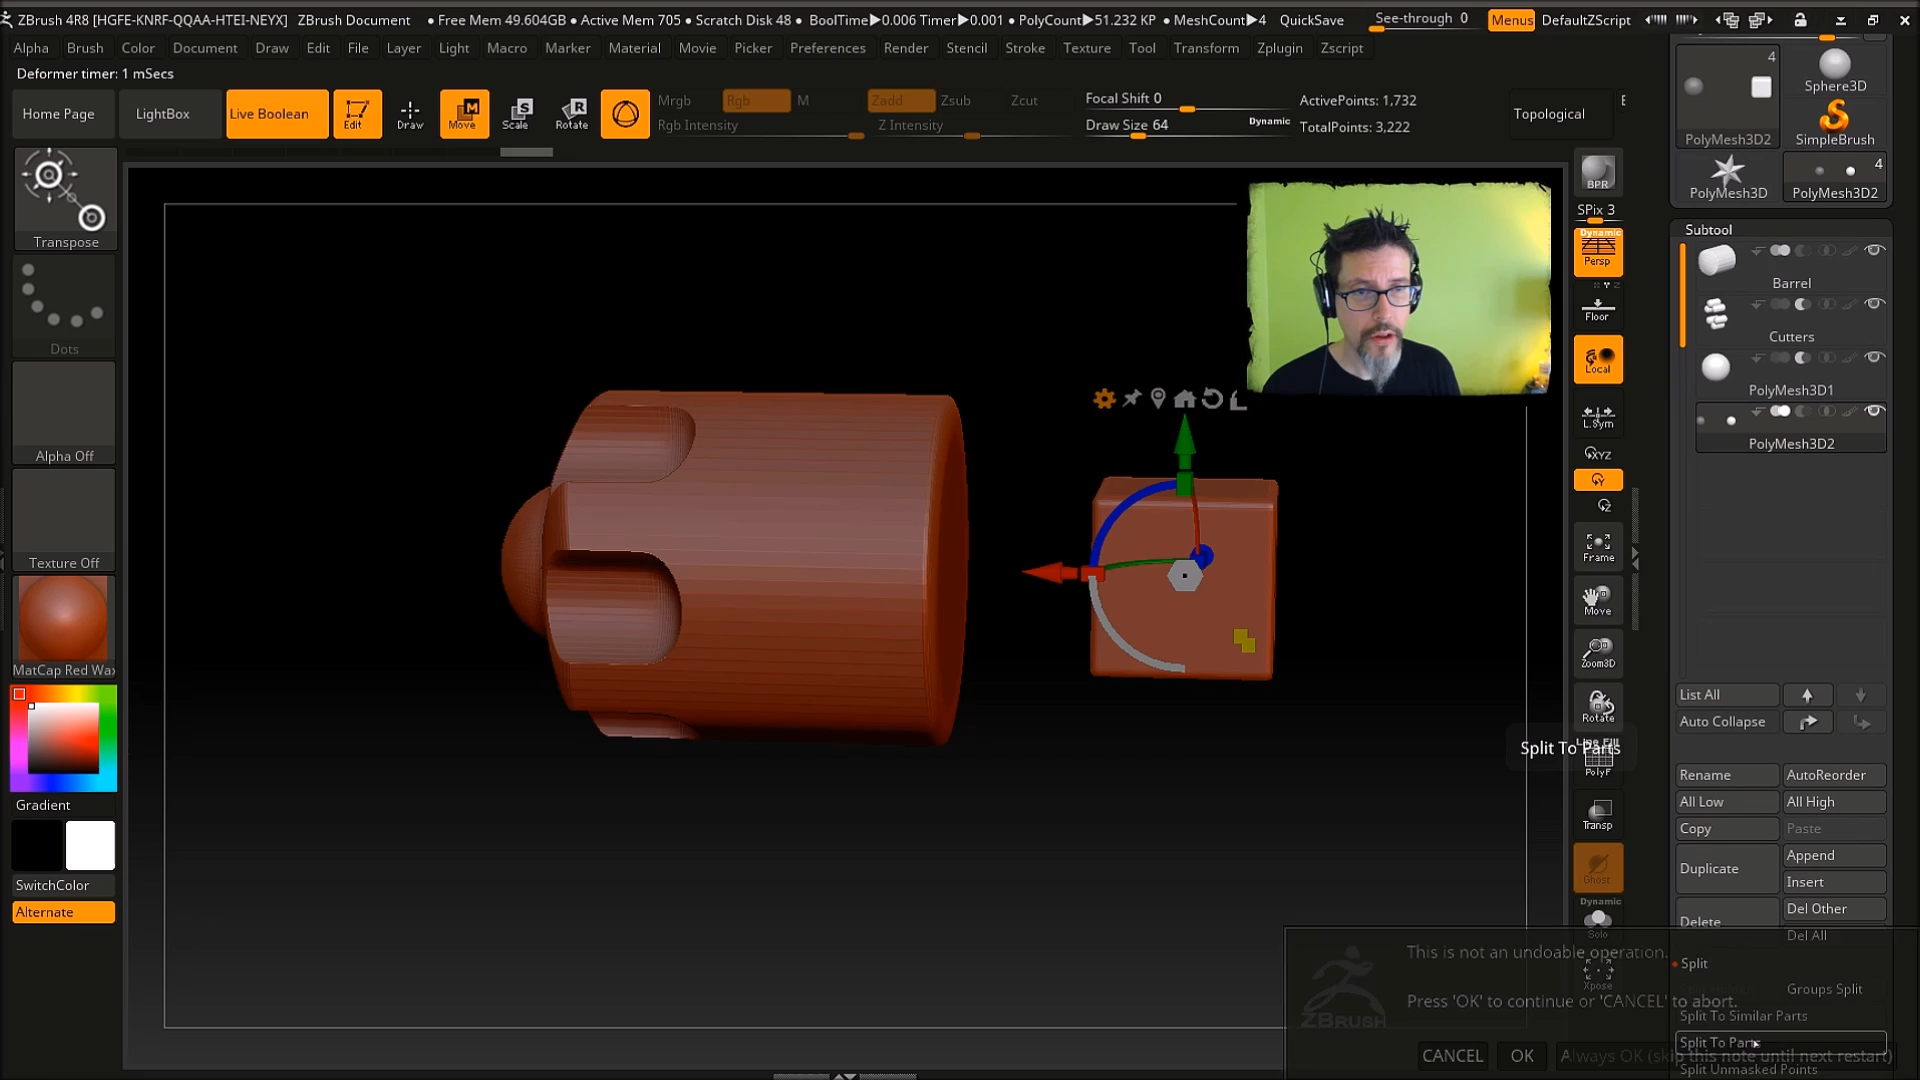 ZBrush 4R8 [HGFE-KNRF-QQAA-HTEI-NEYX] ZBrush Document • Free Mem 49.604GB • Active Mem 705 • Scratch Disk 48 • BoolTime▶0.006 Timer▶0.001 • PolyCount▶51.232 KP • MeshCount▶4 QuickSave See-through 0 Menus DefaultZScript
Alpha Brush Color Document Draw Edit File Layer Light Macro Marker Material Movie Picker Preferences Render Stencil Stroke Texture Tool Transform Zplugin Zscript
Deformer timer: 1 mSecs
Home Page LightBox Live Boolean Edit Draw Move Scale Rotate
M S R
Mrgb Rgb M Zadd Zsub Zcut
Rgb Intensity Z Intensity
Focal Shift 0
Draw Size 64 Dynamic
ActivePoints: 1,732
TotalPoints: 3,222
Topological E
Transpose
Dots
Alpha Off
Texture Off
MatCap Red Wax
Gradient
SwitchColor
Alternate
BPR
SPix 3
Dynamic
Persp
Floor
Local
L.Sym
XYZ
Y
Z
Frame
Move
Zoom3D
Rotate
Line Fill
PolyF
Split To Parts
Transp
Ghost
Dynamic
Solo
Xpose
4
PolyMesh3D2
Sphere3D
SimpleBrush
PolyMesh3D
4
PolyMesh3D2
Subtool
Barrel
Cutters
PolyMesh3D1
PolyMesh3D2
List All
Auto Collapse
Rename AutoReorder
All Low All High
Copy Paste
Duplicate Append
Insert
Delete Del Other
Del All
Split
Groups Split
Split To Similar Parts
Split To Parts
Split Unmasked Points
ZBRUSH
This is not an undoable operation.
Press 'OK' to continue or 'CANCEL' to abort.
CANCEL OK Always OK (skip this note until next restart)